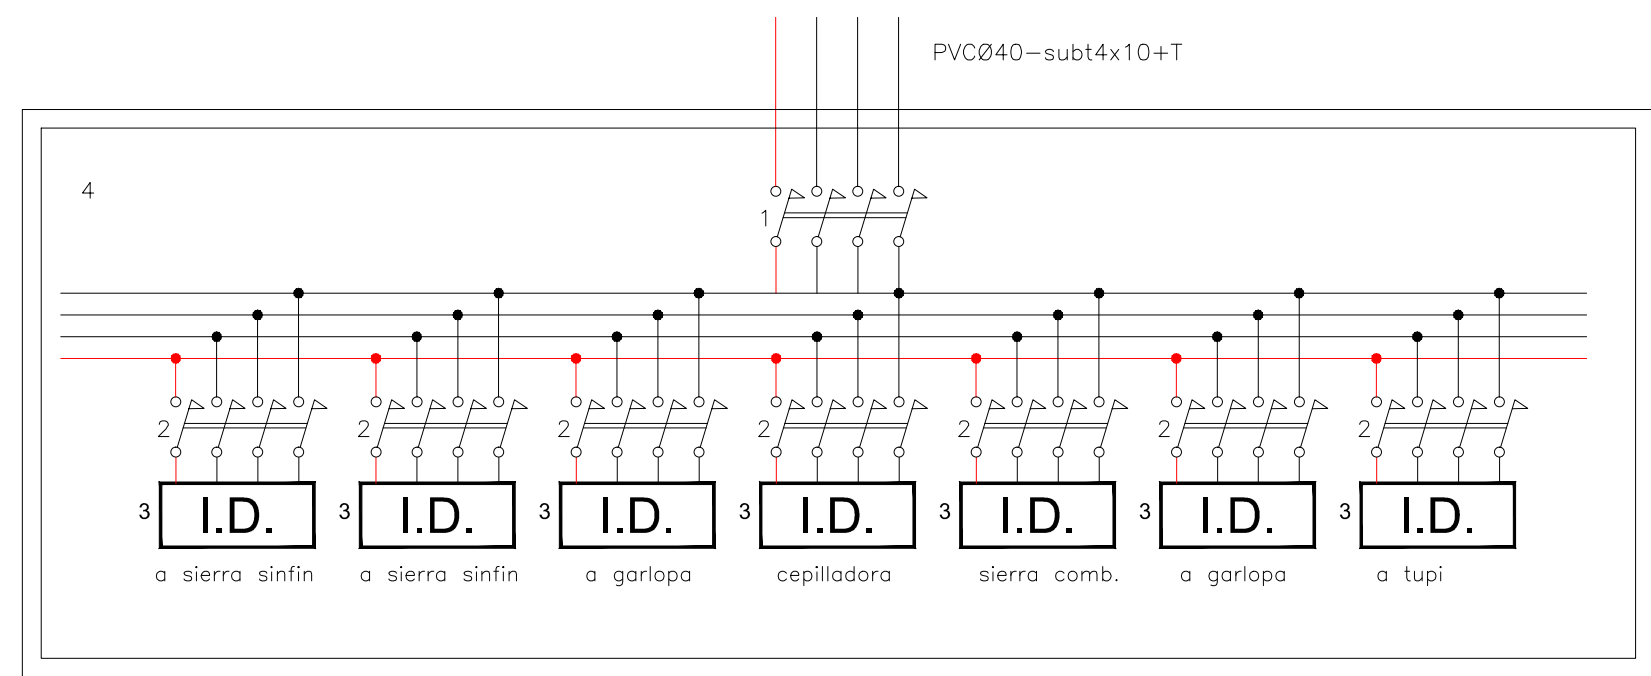 PVCØ40-subt4x10+T
4
1
2 2 2 2 2 2 2
3 I.D. 3 I.D. 3 I.D. 3 I.D. 3 I.D. 3 I.D. 3 I.D.
a sierra sinfin a sierra sinfin a garlopa cepilladora sierra comb. a garlopa a tupi